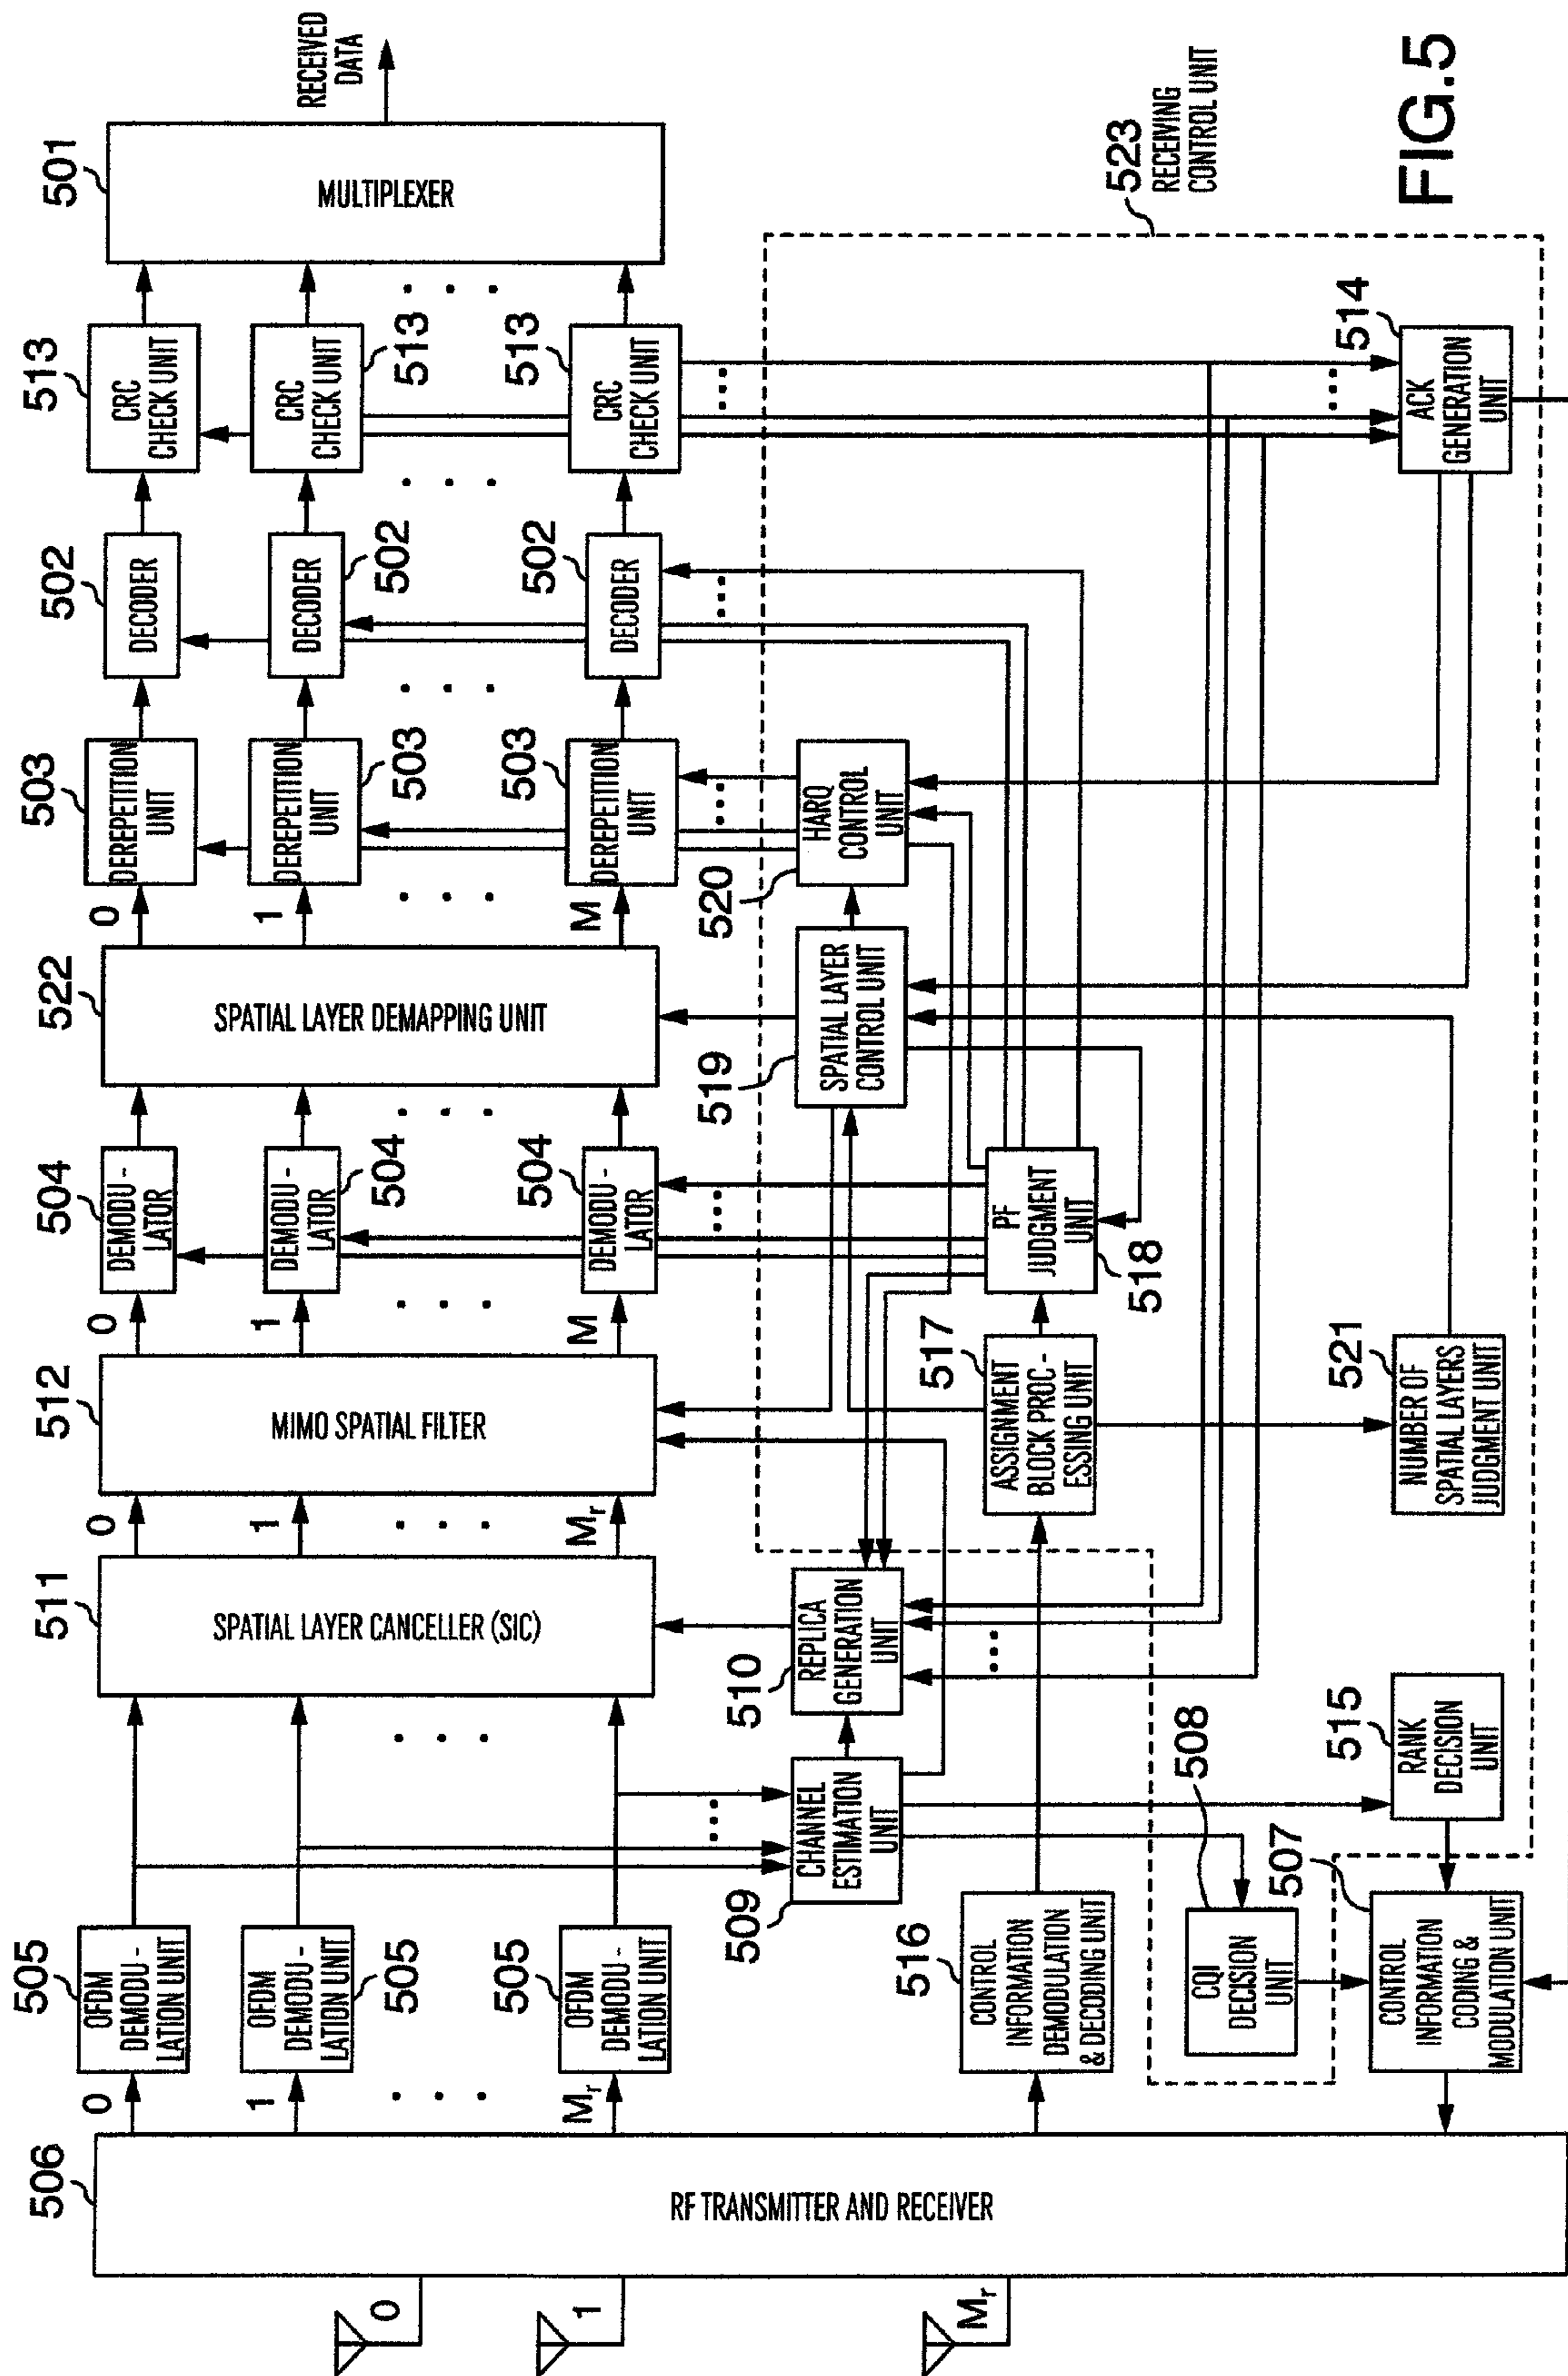 506
RF TRANSMITTER AND RECEIVER
0
1
Mr
0
1
Mr
505
OFDM
DEMODU -
LATION UNIT
OFDM
DEMODU -
LATION UNIT
505
505
OFDM
DEMODU -
LATION UNIT
511
SPATIAL LAYER CANCELLER (SIC)
0
1
Mr
512
MIMO SPATIAL FILTER
0
1
M
504
DEMODU -
LATOR
DEMODU -
LATOR
504
504
DEMODU -
LATOR
522
SPATIAL LAYER DEMAPPING UNIT
0
1
M
503
DEREPETITION
UNIT
DEREPETITION
UNIT
503
503
DEREPETITION
UNIT
502
DECODER
DECODER
502
502
DECODER
513
CRC
CHECK UNIT
CRC
CHECK UNIT
513
513
CRC
CHECK UNIT
501
MULTIPLEXER
RECEIVED
DATA
509
CHANNEL
ESTIMATION
UNIT
510
REPLICA
GENERATION
UNIT
519
SPATIAL LAYER
CONTROL UNIT
520
HARQ
CONTROL
UNIT
516
CONTROL
INFORMATION
DEMODULATION
& DECODING UNIT
517
ASSIGNMENT
BLOCK PROC -
ESSING UNIT
PF
JUDGMENT
UNIT
518
508
CQI
DECISION
UNIT
507
CONTROL
INFORMATION
CODING &
MODULATION UNIT
515
RANK
DECISION
UNIT
521
NUMBER OF
SPATIAL LAYERS
JUDGMENT UNIT
514
ACK
GENERATION
UNIT
523
RECEIVING
CONTROL UNIT
FIG.5